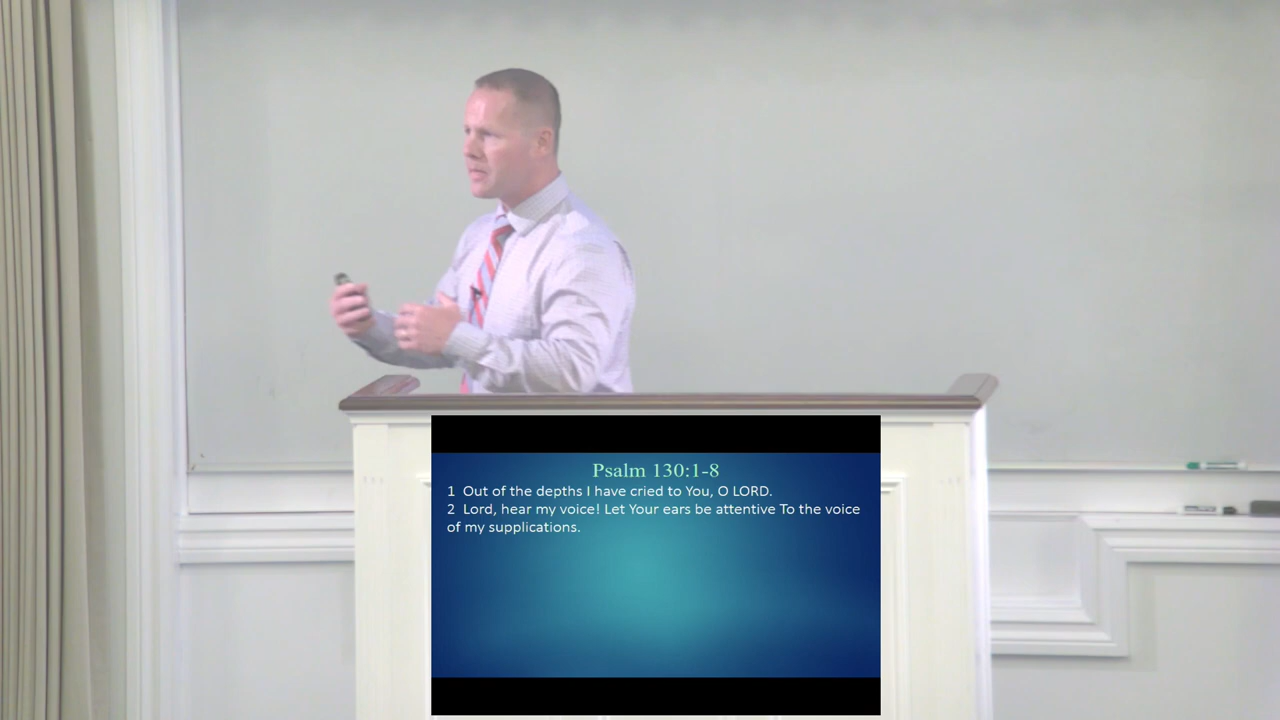 Psalm 130:1-8
1 Out of the depths I have cried to You, O LORD.
2 Lord, hear my voice! Let Your ears be attentive To the voice
of my supplications.